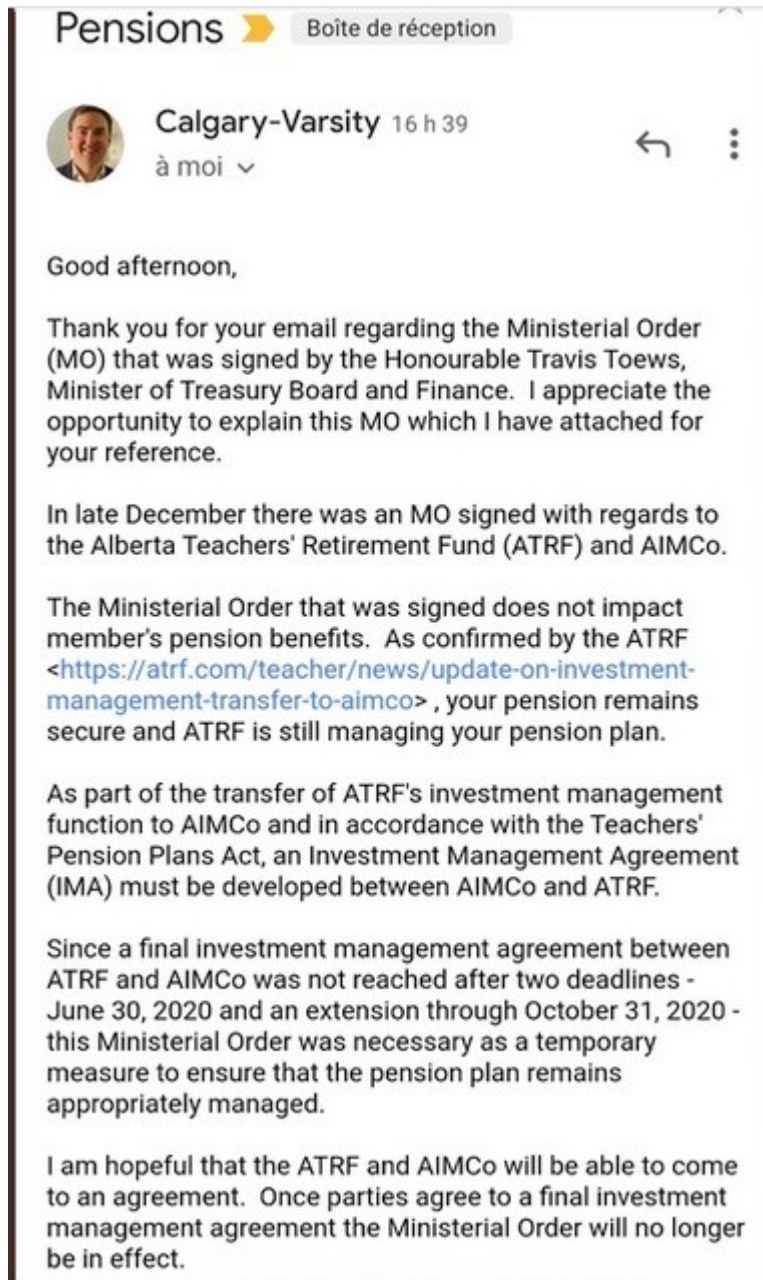 Pensions Boîte de réception
Calgary-Varsity 16 h 39
à moi
Good afternoon,
Thank you for your email regarding the Ministerial Order
(MO) that was signed by the Honourable Travis Toews,
Minister of Treasury Board and Finance.  I appreciate the
opportunity to explain this MO which I have attached for
your reference.
In late December there was an MO signed with regards to
the Alberta Teachers' Retirement Fund (ATRF) and AIMCo.
The Ministerial Order that was signed does not impact
member's pension benefits.  As confirmed by the ATRF
<https://atrf.com/teacher/news/update-on-investment-
management-transfer-to-aimco> , your pension remains
secure and ATRF is still managing your pension plan.
As part of the transfer of ATRF's investment management
function to AIMCo and in accordance with the Teachers'
Pension Plans Act, an Investment Management Agreement
(IMA) must be developed between AIMCo and ATRF.
Since a final investment management agreement between
ATRF and AIMCo was not reached after two deadlines -
June 30, 2020 and an extension through October 31, 2020 -
this Ministerial Order was necessary as a temporary
measure to ensure that the pension plan remains
appropriately managed.
I am hopeful that the ATRF and AIMCo will be able to come
to an agreement.  Once parties agree to a final investment
management agreement the Ministerial Order will no longer
be in effect.